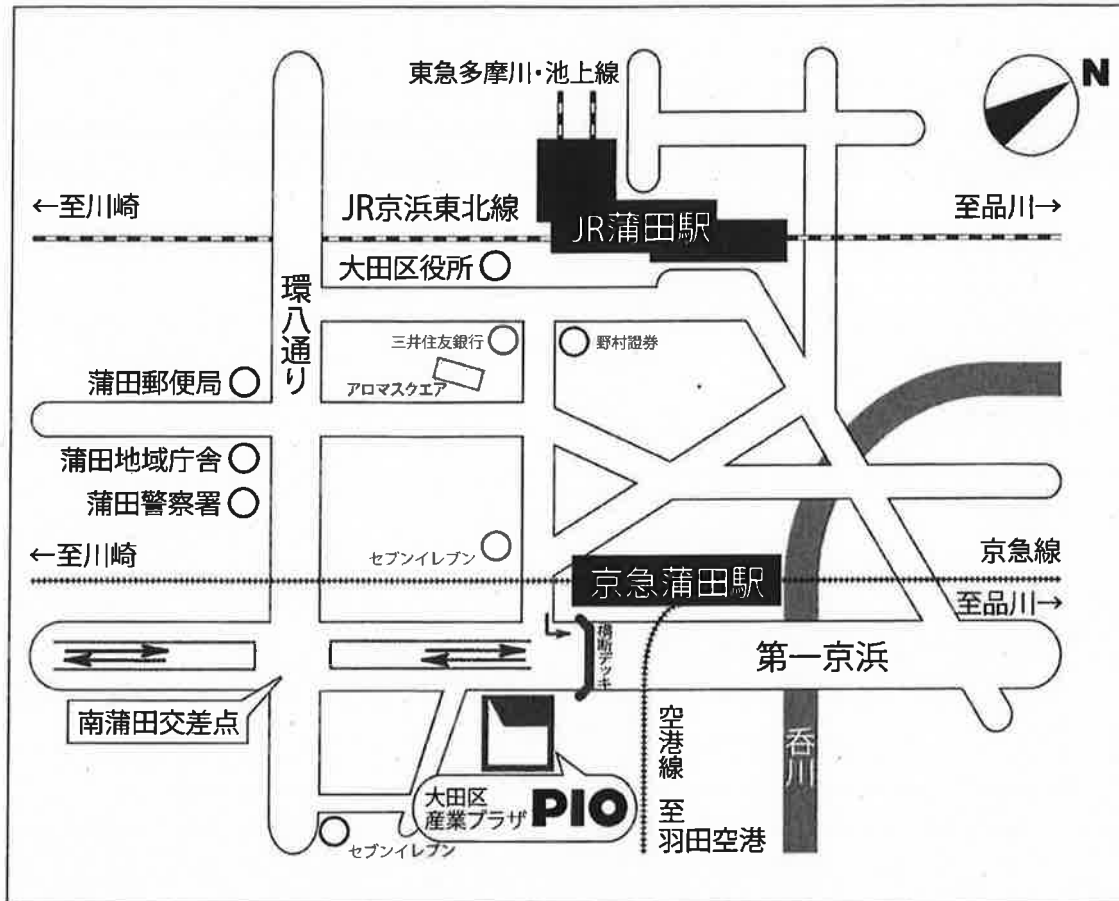 東急多摩川・池上線
N
←至川崎
JR京浜東北線
JR蒲田駅
至品川→
大田区役所
環八通り
三井住友銀行
野村證券
アロマスクエア
蒲田郵便局
蒲田地域庁舎
蒲田警察署
←至川崎
セブンイレブン
京急蒲田駅
京急線
至品川→
横断デッキ
第一京浜
南蒲田交差点
空港線 至
羽田空港
呑川
大田区
産業プラザ PIO
セブンイレブン